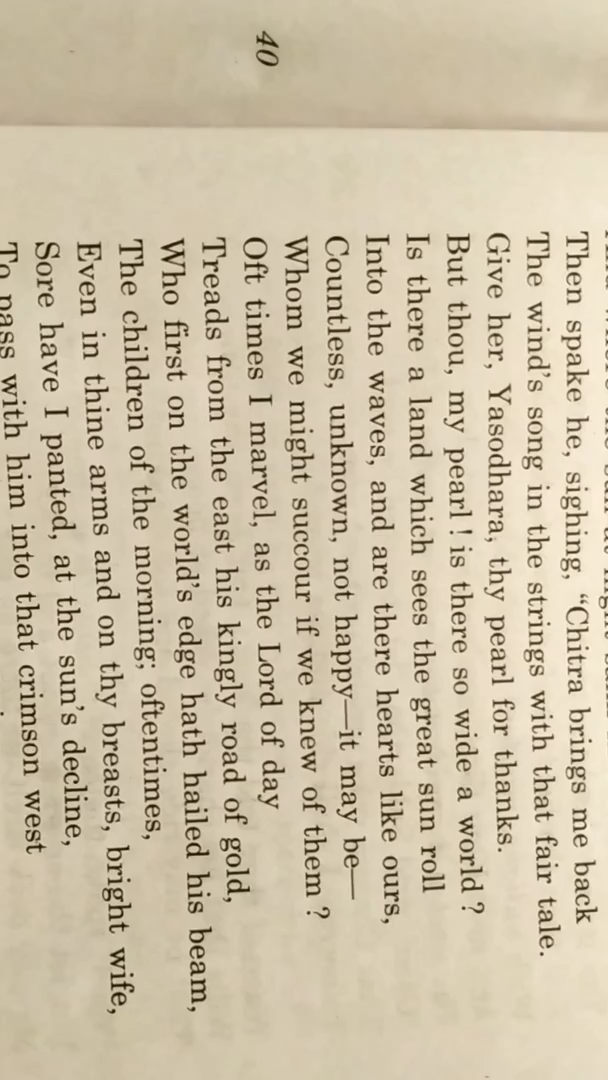 40
Then spake he, sighing, “Chitra brings me back
The wind's song in the strings with that fair tale.
Give her, Yasodhara, thy pearl for thanks.
But thou, my pearl ! is there so wide a world ?
Is there a land which sees the great sun roll
Into the waves, and are there hearts like ours,
Countless, unknown, not happy—it may be—
Whom we might succour if we knew of them ?
Oft times I marvel, as the Lord of day
Treads from the east his kingly road of gold,
Who first on the world's edge hath hailed his beam,
The children of the morning; oftentimes,
Even in thine arms and on thy breasts, bright wife,
Sore have I panted, at the sun's decline,
To pass with him into that crimson west